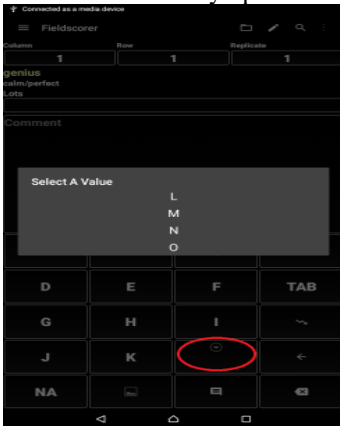 Connected as a media device
Fieldscorer
Column Row Replicate
1 1 1
genius
calm/perfect
Lots
Comment
Select A Value
L
M
N
O
D E F TAB
G H I
J K
NA